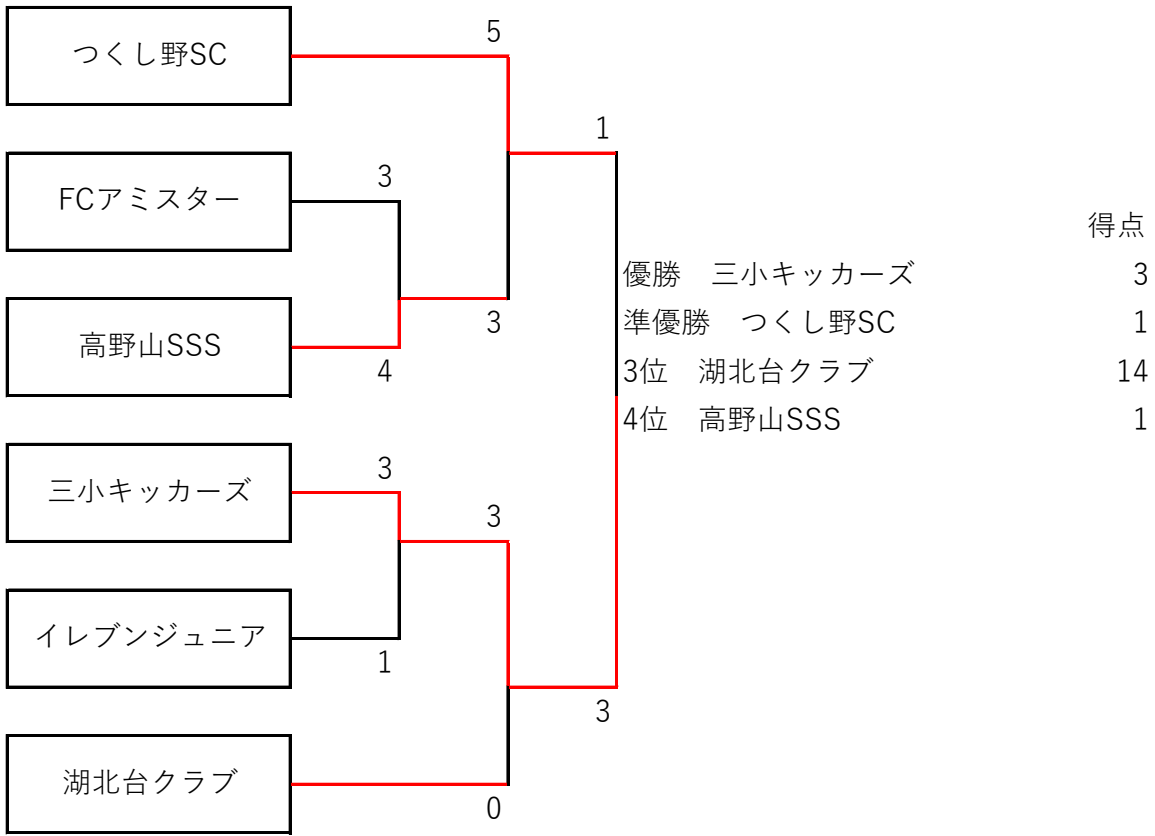 5
つくし野SC
1
3
FCアミスター
得点
優勝　三小キッカーズ 3
3
準優勝　つくし野SC 1
高野山SSS
4
3位　湖北台クラブ 14
4位　高野山SSS 1
3
三小キッカーズ
3
イレブンジュニア
1
3
湖北台クラブ
0